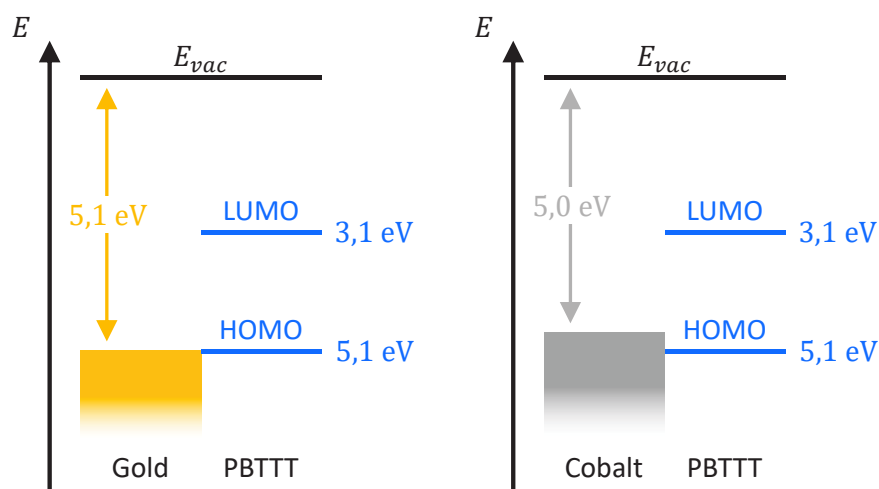 E
E_vac
5,1 eV
LUMO
3,1 eV
HOMO
5,1 eV
Gold
PBTTT
E
E_vac
5,0 eV
LUMO
3,1 eV
HOMO
5,1 eV
Cobalt
PBTTT